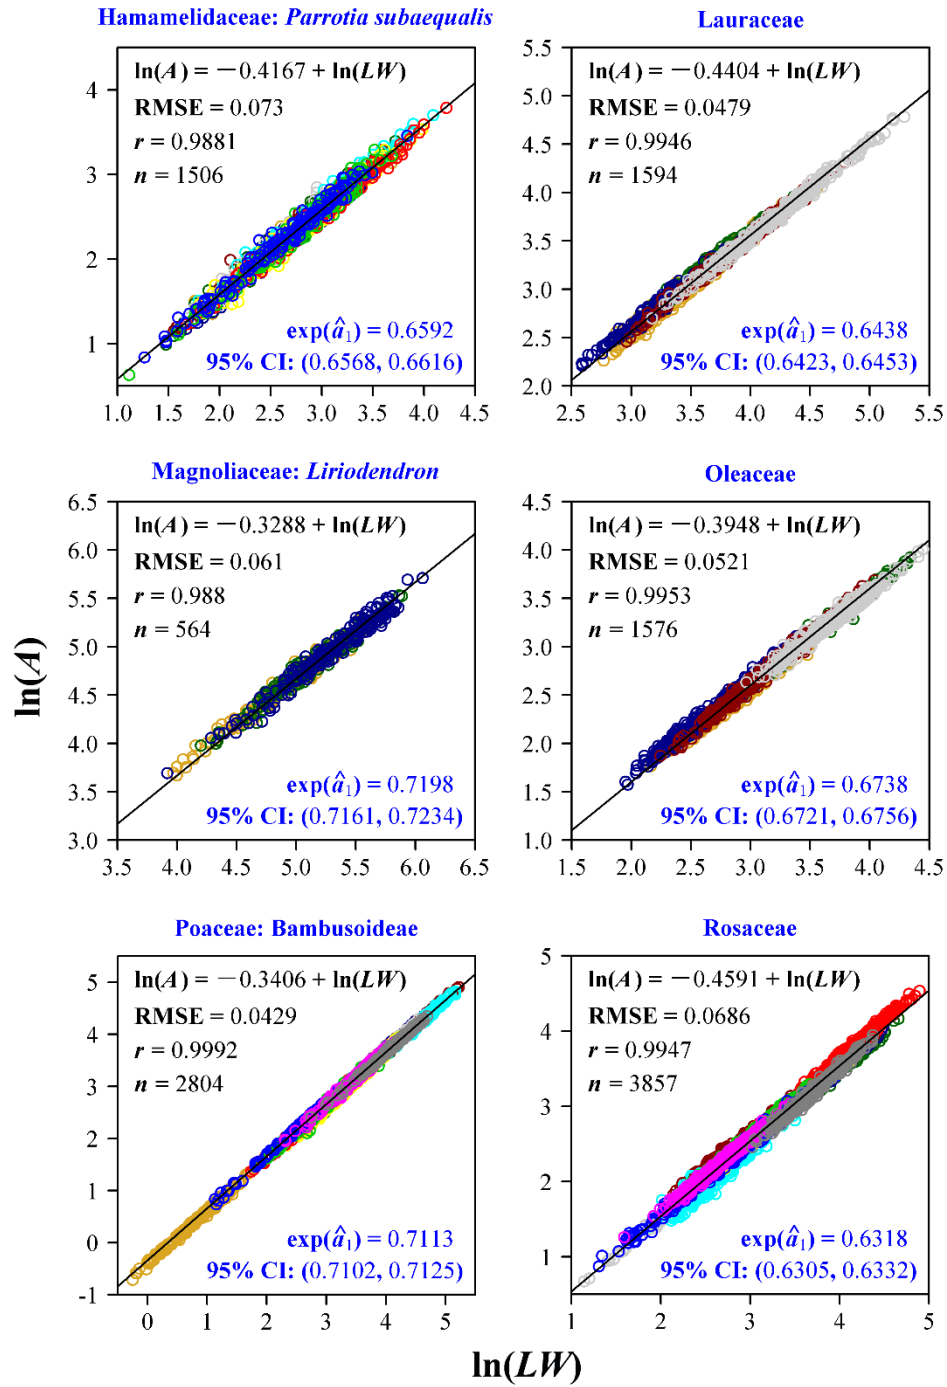 Hamamelidaceae: Parrotia subaequalis
ln(A) = −0.4167 + ln(LW)
RMSE = 0.073
r = 0.9881
n = 1506
exp(â₁) = 0.6592
95% CI: (0.6568, 0.6616)
4
3
2
1
1.0 1.5 2.0 2.5 3.0 3.5 4.0 4.5
Lauraceae
ln(A) = −0.4404 + ln(LW)
RMSE = 0.0479
r = 0.9946
n = 1594
exp(â₁) = 0.6438
95% CI: (0.6423, 0.6453)
5.5
5.0
4.5
4.0
3.5
3.0
2.5
2.0
2.5 3.0 3.5 4.0 4.5 5.0 5.5
Magnoliaceae: Liriodendron
ln(A) = −0.3288 + ln(LW)
RMSE = 0.061
r = 0.988
n = 564
exp(â₁) = 0.7198
95% CI: (0.7161, 0.7234)
6.5
6.0
5.5
5.0
4.5
4.0
3.5
3.0
3.5 4.0 4.5 5.0 5.5 6.0 6.5
Oleaceae
ln(A) = −0.3948 + ln(LW)
RMSE = 0.0521
r = 0.9953
n = 1576
exp(â₁) = 0.6738
95% CI: (0.6721, 0.6756)
4.5
4.0
3.5
3.0
2.5
2.0
1.5
1.0
1.5 2.0 2.5 3.0 3.5 4.0 4.5
ln(A)
Poaceae: Bambusoideae
ln(A) = −0.3406 + ln(LW)
RMSE = 0.0429
r = 0.9992
n = 2804
exp(â₁) = 0.7113
95% CI: (0.7102, 0.7125)
5
4
3
2
1
0
-1
0 1 2 3 4 5
Rosaceae
ln(A) = −0.4591 + ln(LW)
RMSE = 0.0686
r = 0.9947
n = 3857
exp(â₁) = 0.6318
95% CI: (0.6305, 0.6332)
5
4
3
2
1
1 2 3 4 5
ln(LW)